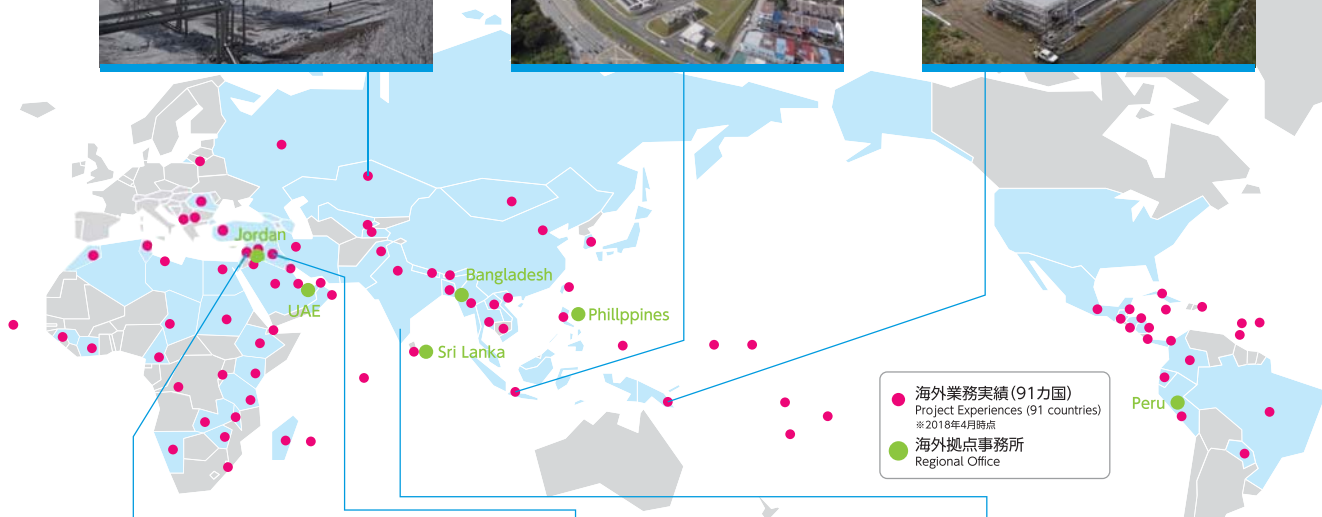 Jordan
Bangladesh
UAE
Phillppines
Sri Lanka
Peru
海外業務実績(91カ国)
Project Experiences (91 countries)
※2018年4月時点
海外拠点事務所
Regional Office